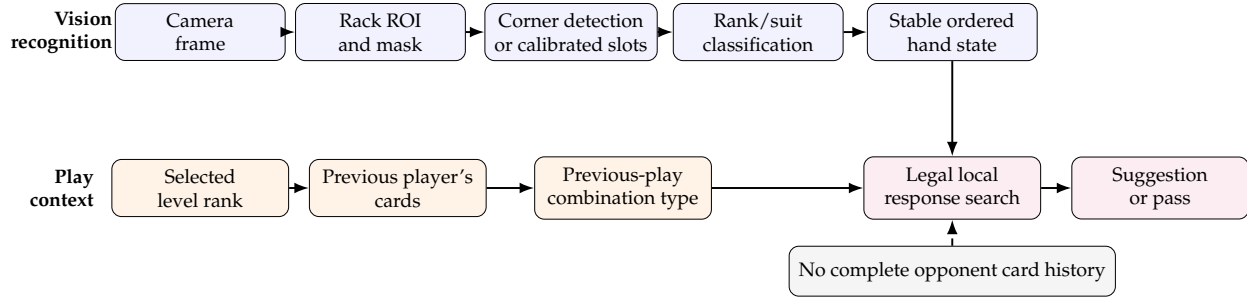 Vision
recognition
Camera
frame
Rack ROI
and mask
Corner detection
or calibrated slots
Rank/suit
classification
Stable ordered
hand state
Play
context
Selected
level rank
Previous player's
cards
Previous-play
combination type
Legal local
response search
Suggestion
or pass
No complete opponent card history